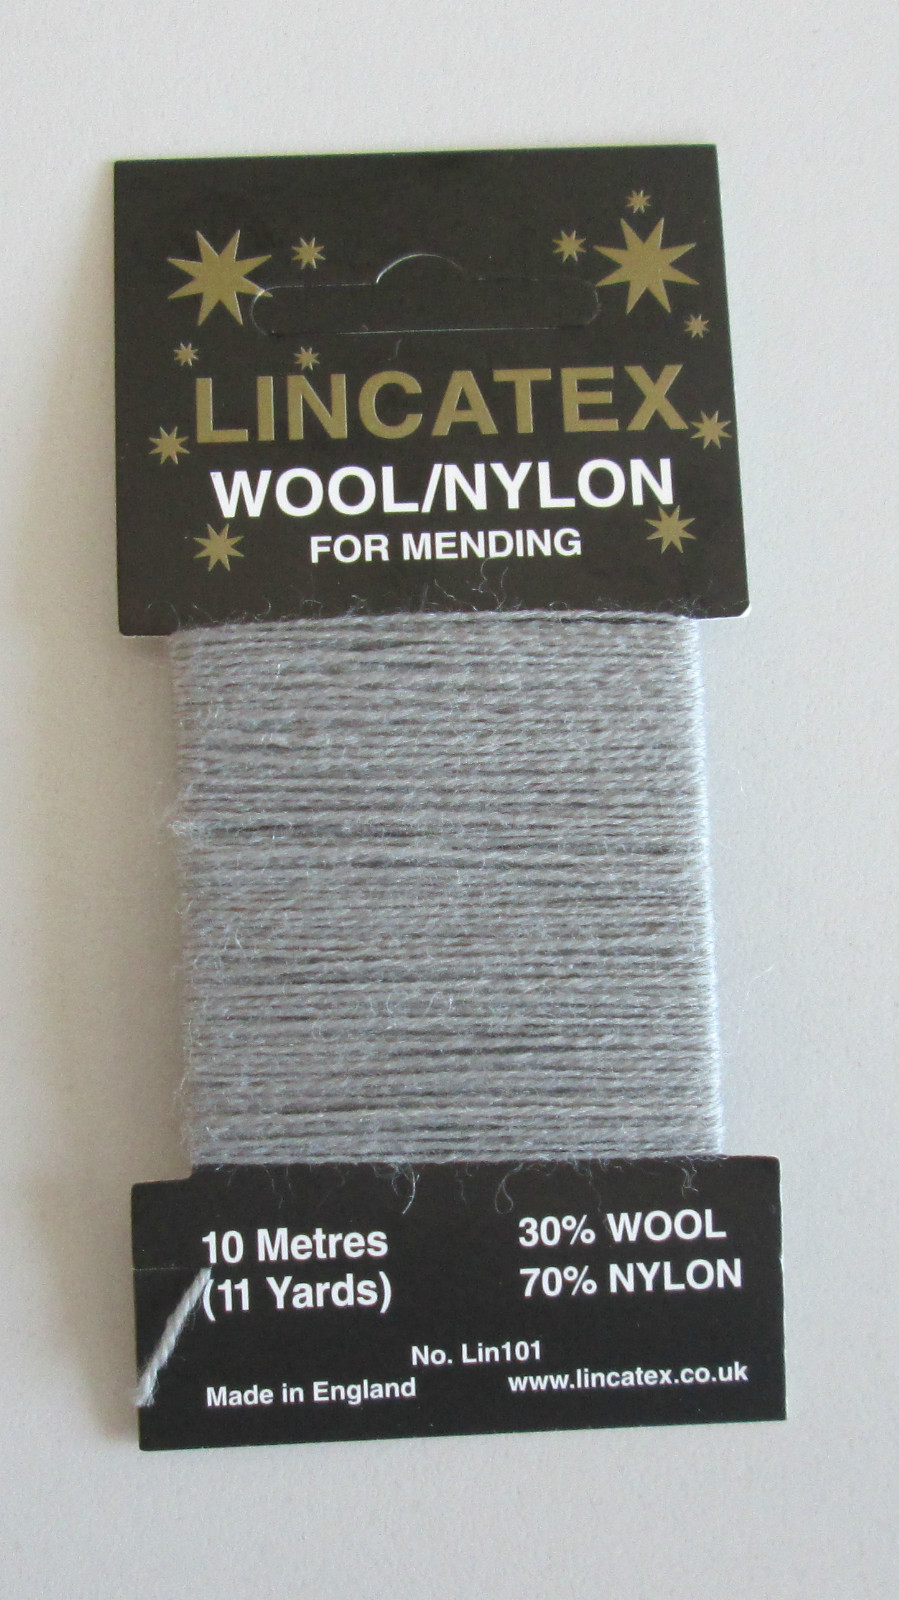 LINCATEX
WOOL/NYLON
FOR MENDING
10 Metres
(11 Yards)
30% WOOL
70% NYLON
No. Lin101
Made in England
www.lincatex.co.uk